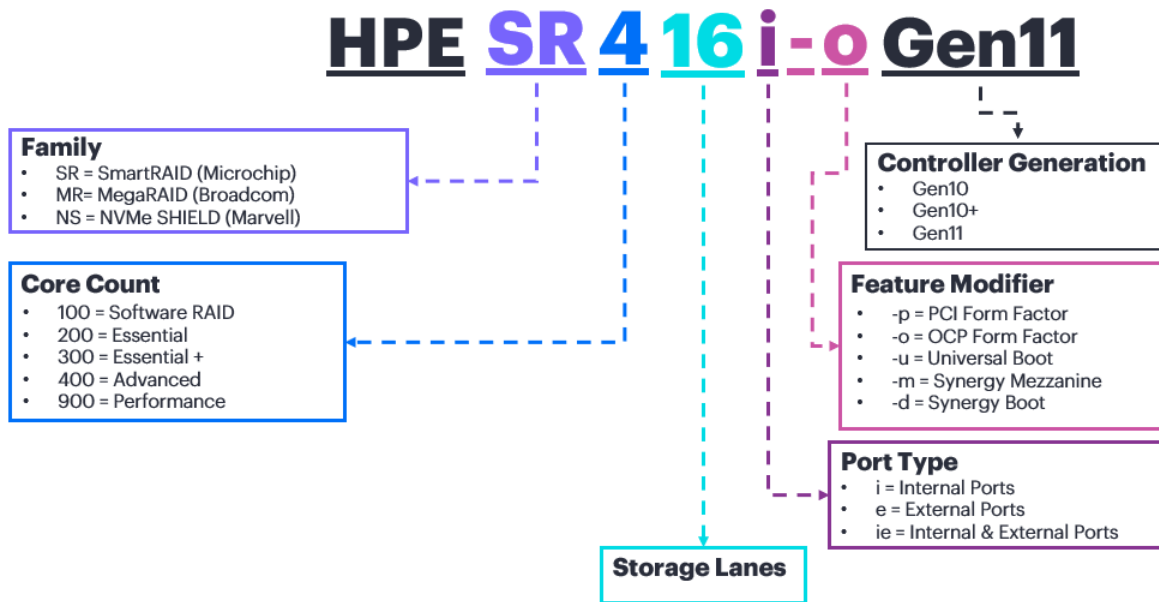 HPE SR 4 16 i - o Gen11
Family
• SR = SmartRAID (Microchip)
• MR= MegaRAID (Broadcom)
• NS = NVMe SHIELD (Marvell)
Controller Generation
• Gen10
• Gen10+
• Gen11
Core Count
• 100 = Software RAID
• 200 = Essential
• 300 = Essential +
• 400 = Advanced
• 900 = Performance
Feature Modifier
• -p = PCI Form Factor
• -o = OCP Form Factor
• -u = Universal Boot
• -m = Synergy Mezzanine
• -d = Synergy Boot
Port Type
• i = Internal Ports
• e = External Ports
• ie = Internal & External Ports
Storage Lanes